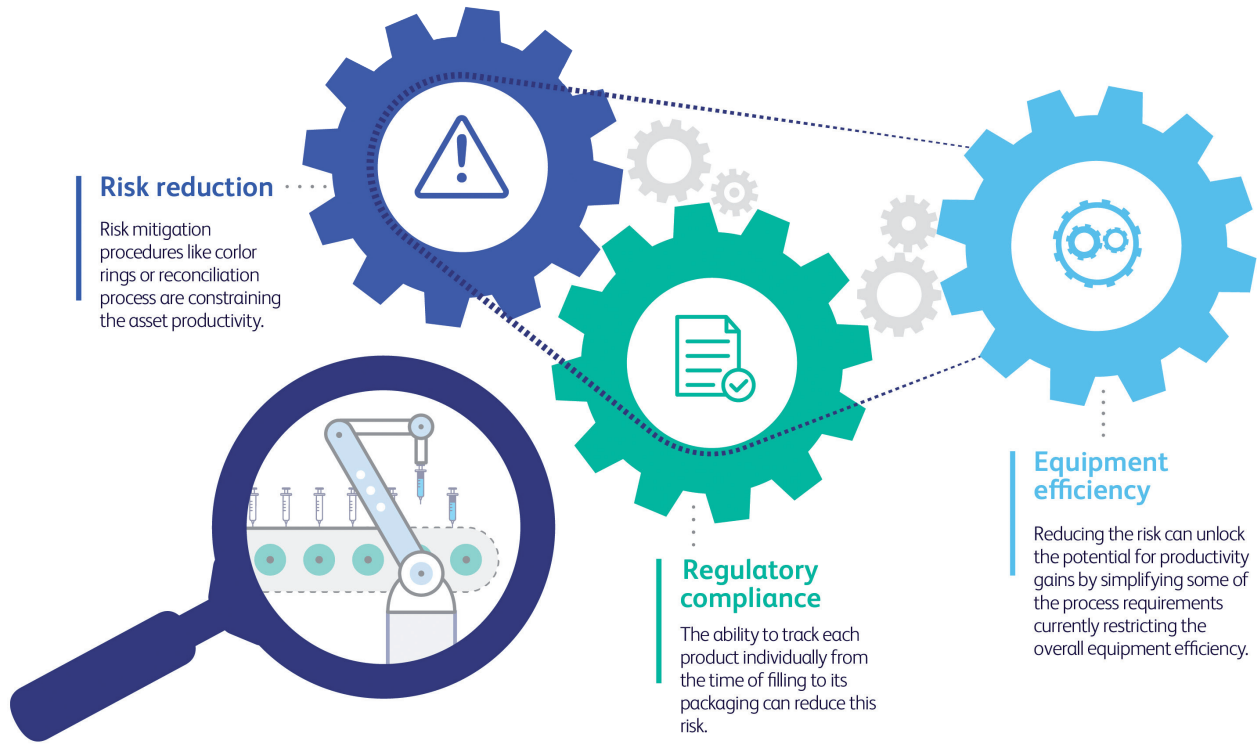 Risk reduction
Risk mitigation
procedures like corlor
rings or reconciliation
process are constraining
the asset productivity.
Regulatory
compliance
The ability to track each
product individually from
the time of filling to its
packaging can reduce this
risk.
Equipment
efficiency
Reducing the risk can unlock
the potential for productivity
gains by simplifying some of
the process requirements
currently restricting the
overall equipment efficiency.